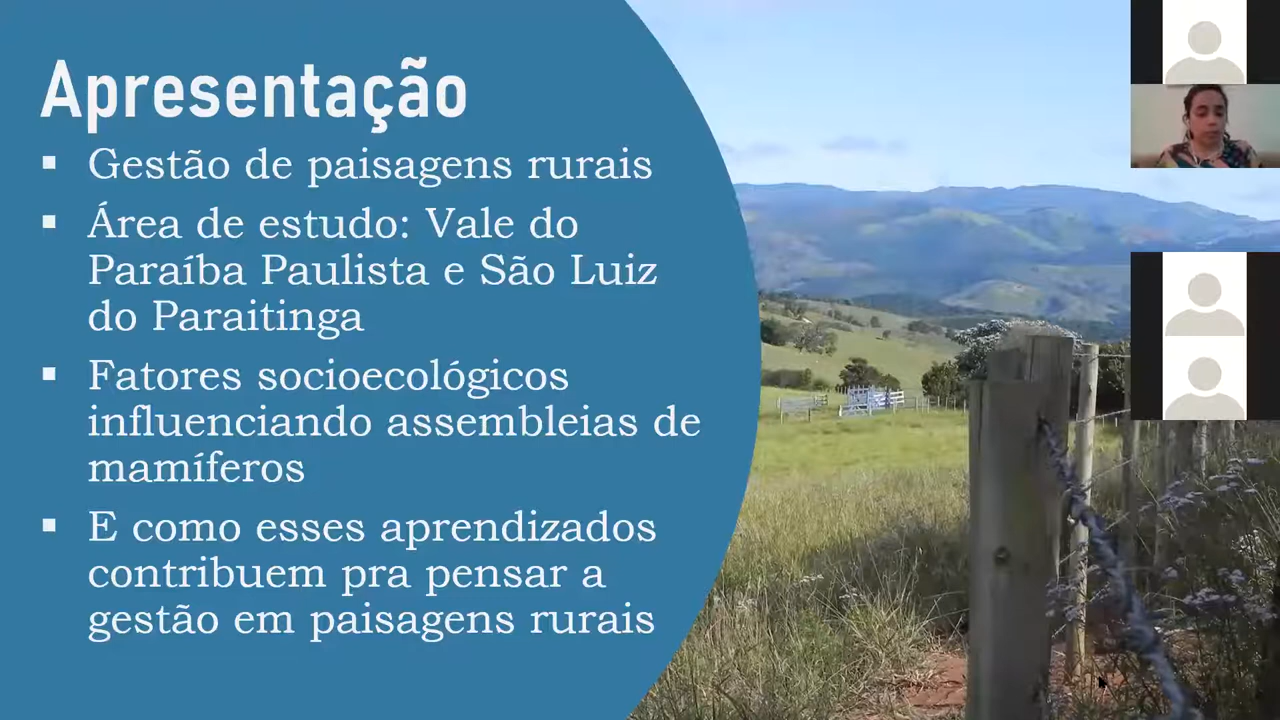 Apresentação
▪ Gestão de paisagens rurais
▪ Área de estudo: Vale do
Paraíba Paulista e São Luiz
do Paraitinga
▪ Fatores socioecológicos
influenciando assembleias de
mamíferos
▪ E como esses aprendizados
contribuem pra pensar a
gestão em paisagens rurais